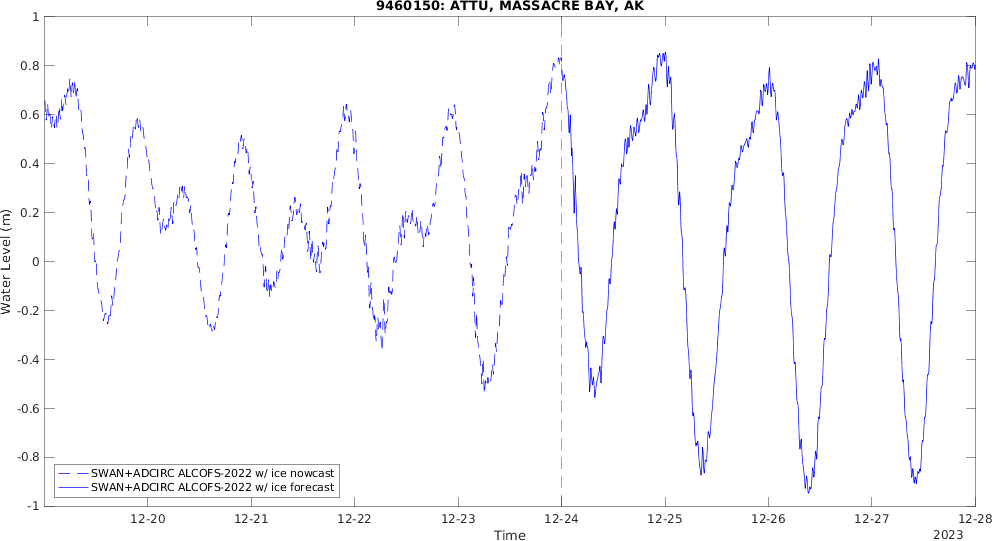 9460150: ATTU, MASSACRE BAY, AK
1
0.8
0.6
0.4
0.2
0
-0.2
-0.4
-0.6
-0.8
-1
Water Level (m)
SWAN+ADCIRC ALCOFS-2022 w/ ice nowcast
SWAN+ADCIRC ALCOFS-2022 w/ ice forecast
12-20 12-21 12-22 12-23 12-24 12-25 12-26 12-27 12-28
Time
2023